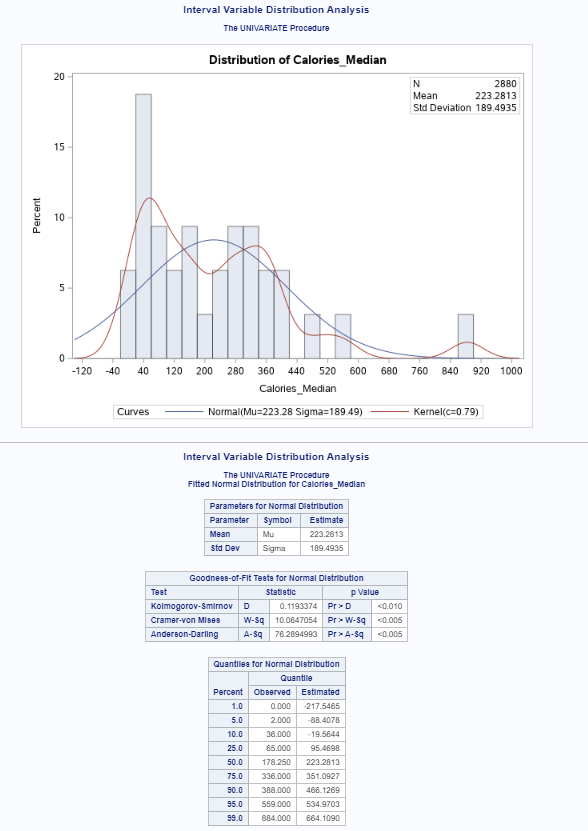 Interval Variable Distribution Analysis
The UNIVARIATE Procedure
Distribution of Calories_Median
N 2880
Mean 223.2813
Std Deviation 189.4935
20
15
10
5
0
Percent
-120 -40 40 120 200 280 360 440 520 600 680 760 840 920 1000
Calories_Median
Curves Normal(Mu=223.28 Sigma=189.49) Kernel(c=0.79)
Interval Variable Distribution Analysis
The UNIVARIATE Procedure
Fitted Normal Distribution for Calories_Median
Parameters for Normal Distribution
Parameter Symbol Estimate
Mean Mu 223.2813
Std Dev Sigma 189.4935
Goodness-of-Fit Tests for Normal Distribution
Test Statistic p Value
Kolmogorov-Smirnov D 0.1193374 Pr > D <0.010
Cramer-von Mises W-Sq 10.0647054 Pr > W-Sq <0.005
Anderson-Darling A-Sq 76.2894993 Pr > A-Sq <0.005
Quantiles for Normal Distribution
Quantile
Percent Observed Estimated
1.0 0.000 -217.5465
5.0 2.000 -88.4078
10.0 36.000 -19.5644
25.0 65.000 95.4698
50.0 178.250 223.2813
75.0 336.000 351.0927
90.0 388.000 466.1269
95.0 559.000 534.9703
99.0 884.000 664.1090